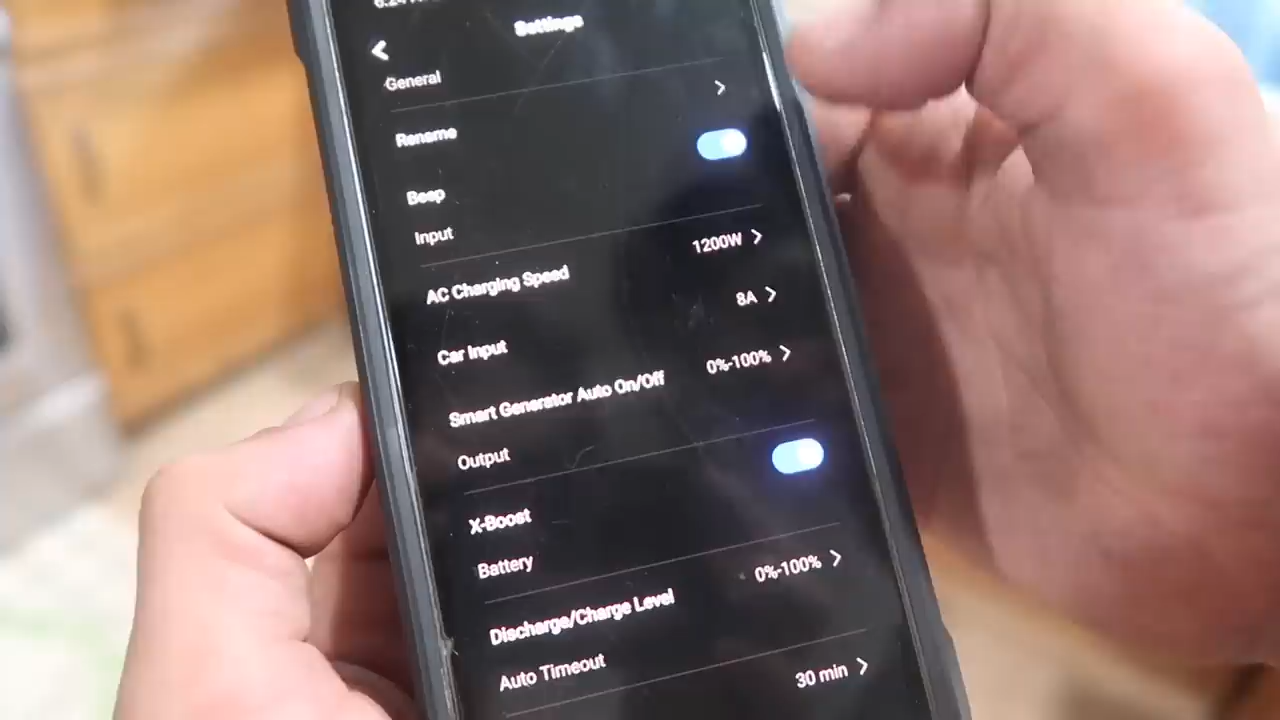 Settings
General
Rename
Beep
Input
AC Charging Speed 1200W
Car Input 8A
Smart Generator Auto On/Off 0%-100%
Output
X-Boost
Battery
Discharge/Charge Level 0%-100%
Auto Timeout
30 min